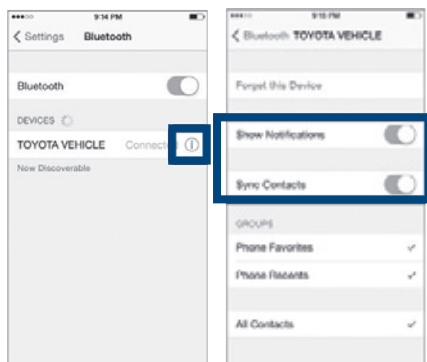 9:14 PM
Settings Bluetooth
Bluetooth
DEVICES
TOYOTA VEHICLE Connected
Now Discoverable
9:15 PM
Bluetooth TOYOTA VEHICLE
Forget this Device
Show Notifications
Sync Contacts
GROUPS
Phone Favorites
Phone Recents
All Contacts